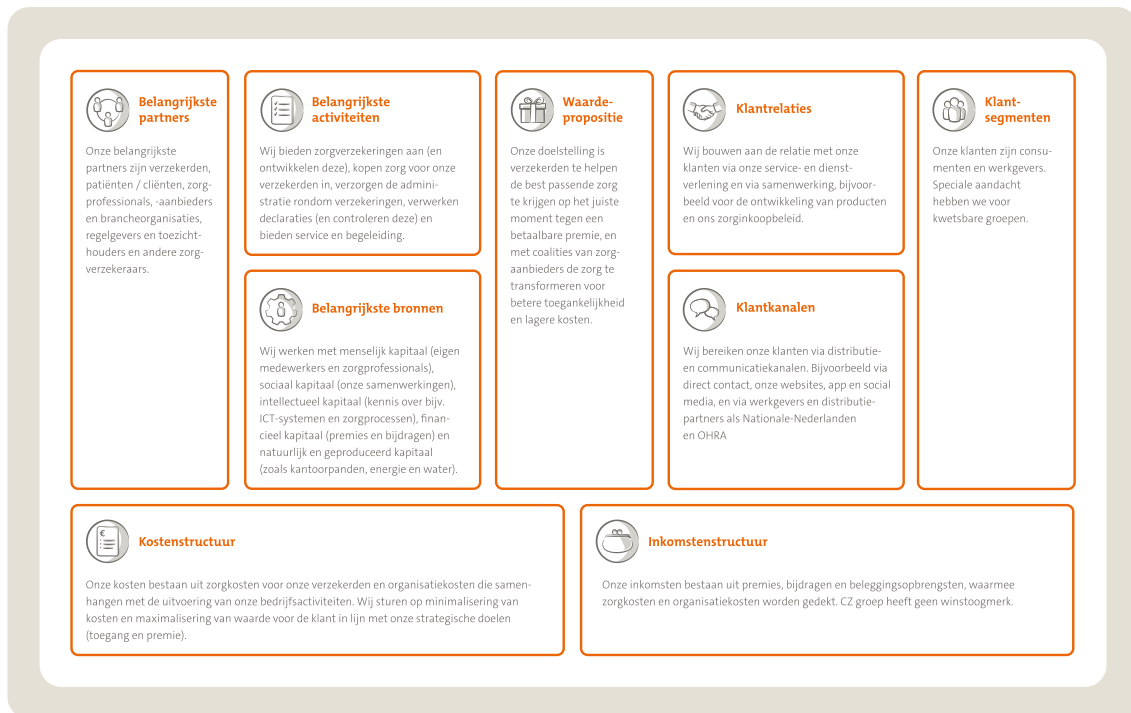 Belangrijkste
partners
Onze belangrijkste
partners zijn verzekerden,
patiënten / cliënten, zorg-
professionals, -aanbieders
en brancheorganisaties,
regelgevers en toezicht-
houders en andere zorg-
verzekeraars.
Belangrijkste
activiteiten
Wij bieden zorgverzekeringen aan (en
ontwikkelen deze), kopen zorg voor onze
verzekerden in, verzorgen de admini-
stratie rondom verzekeringen, verwerken
declaraties (en controleren deze) en
bieden service en begeleiding.
Belangrijkste bronnen
Wij werken met menselijk kapitaal (eigen
medewerkers en zorgprofessionals),
sociaal kapitaal (onze samenwerkingen),
intellectueel kapitaal (kennis over bijv.
ICT-systemen en zorgprocessen), finan-
cieel kapitaal (premies en bijdragen) en
natuurlijk en geproduceerd kapitaal
(zoals kantoorpanden, energie en water).
Waarde-
propositie
Onze doelstelling is
verzekerden te helpen
de best passende zorg
te krijgen op het juiste
moment tegen een
betaalbare premie, en
met coalities van zorg-
aanbieders de zorg te
transformeren voor
betere toegankelijkheid
en lagere kosten.
Klantrelaties
Wij bouwen aan de relatie met onze
klanten via onze service- en dienst-
verlening en via samenwerking, bijvoor-
beeld voor de ontwikkeling van producten
en ons zorginkoopbeleid.
Klantkanalen
Wij bereiken onze klanten via distributie-
en communicatiekanalen. Bijvoorbeeld via
direct contact, onze websites, app en social
media, en via werkgevers en distributie-
partners als Nationale-Nederlanden
en OHRA
Klant-
segmenten
Onze klanten zijn consu-
menten en werkgevers.
Speciale aandacht
hebben we voor
kwetsbare groepen.
€
Kostenstructuur
Onze kosten bestaan uit zorgkosten voor onze verzekerden en organisatiekosten die samen-
hangen met de uitvoering van onze bedrijfsactiviteiten. Wij sturen op minimalisering van
kosten en maximalisering van waarde voor de klant in lijn met onze strategische doelen
(toegang en premie).
Inkomstenstructuur
Onze inkomsten bestaan uit premies, bijdragen en beleggingsopbrengsten, waarmee
zorgkosten en organisatiekosten worden gedekt. CZ groep heeft geen winstoogmerk.